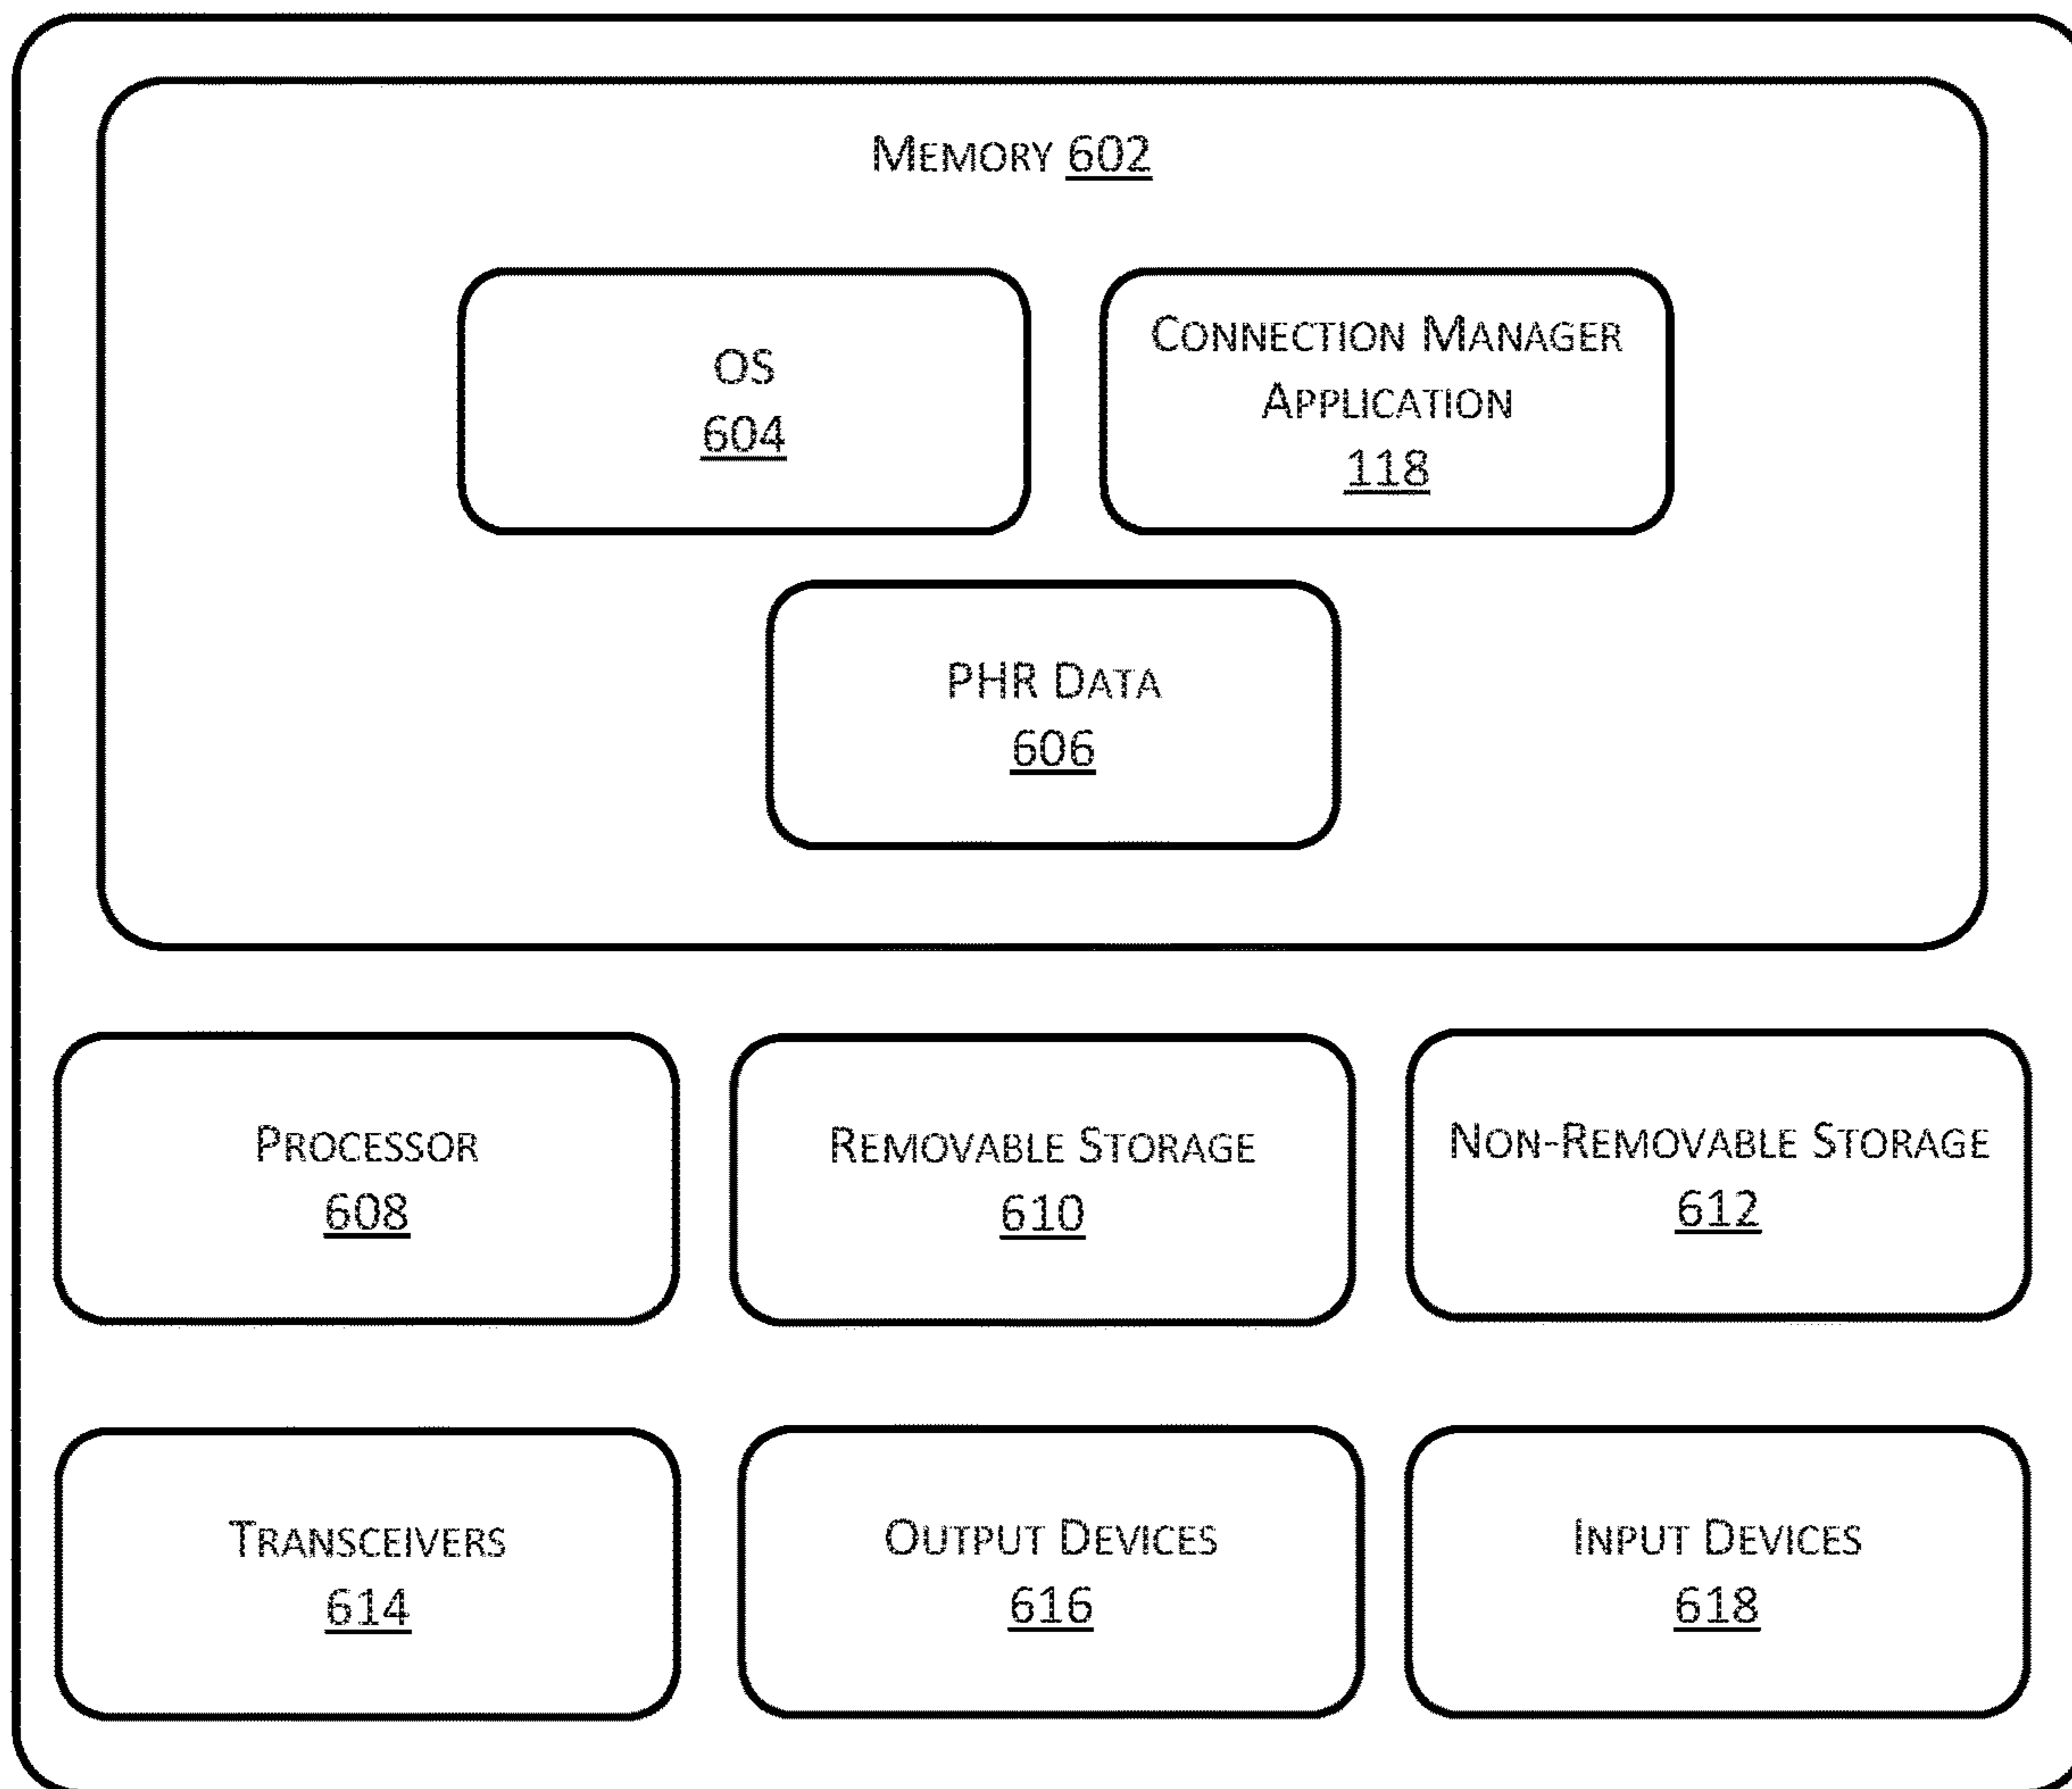 MEMORY 602
OS
604
CONNECTION MANAGER
APPLICATION
118
PHR DATA
606
PROCESSOR
608
REMOVABLE STORAGE
610
NON-REMOVABLE STORAGE
612
TRANSCEIVERS
614
OUTPUT DEVICES
616
INPUT DEVICES
618